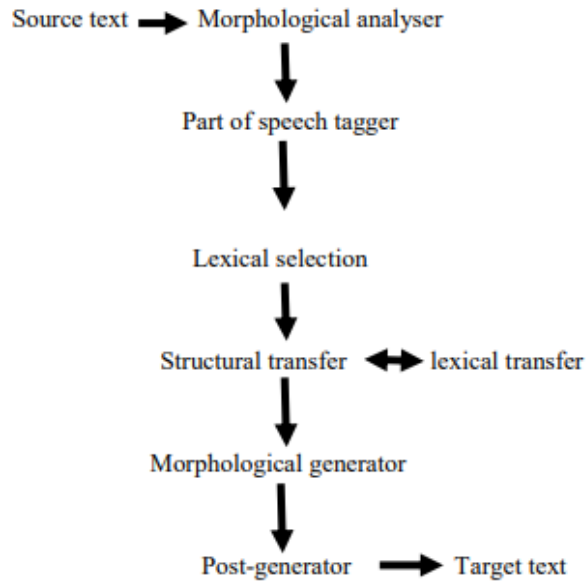 Source text Morphological analyser
Part of speech tagger
Lexical selection
Structural transfer lexical transfer
Morphological generator
Post-generator Target text